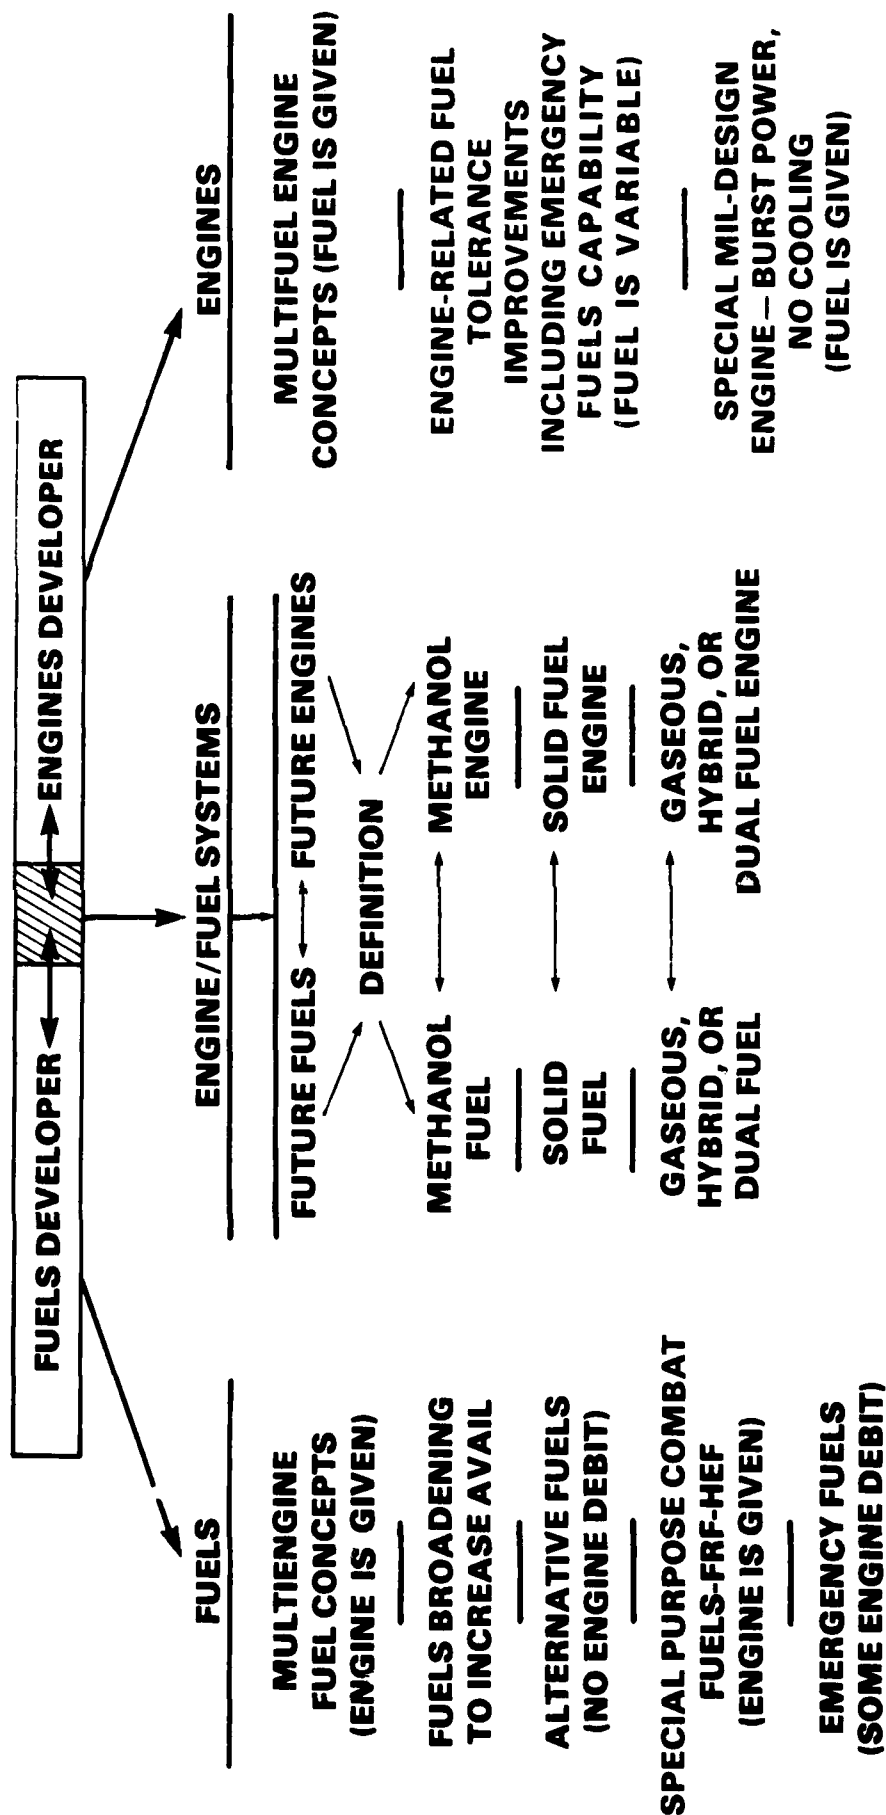 FUELS DEVELOPER
ENGINES DEVELOPER
FUELS
MULTIENGINE
FUEL CONCEPTS
(ENGINE IS GIVEN)
FUELS BROADENING
TO INCREASE AVAIL
ALTERNATIVE FUELS
(NO ENGINE DEBIT)
SPECIAL PURPOSE COMBAT
FUELS-FRF-HEF
(ENGINE IS GIVEN)
EMERGENCY FUELS
(SOME ENGINE DEBIT)
ENGINE/FUEL SYSTEMS
FUTURE FUELS
FUTURE ENGINES
DEFINITION
METHANOL
FUEL
METHANOL
ENGINE
SOLID
FUEL
SOLID FUEL
ENGINE
GASEOUS,
HYBRID, OR
DUAL FUEL
GASEOUS,
HYBRID, OR
DUAL FUEL ENGINE
ENGINES
MULTIFUEL ENGINE
CONCEPTS (FUEL IS GIVEN)
ENGINE-RELATED FUEL
TOLERANCE
IMPROVEMENTS
INCLUDING EMERGENCY
FUELS CAPABILITY
(FUEL IS VARIABLE)
SPECIAL MIL-DESIGN
ENGINE—BURST POWER,
NO COOLING
(FUEL IS GIVEN)